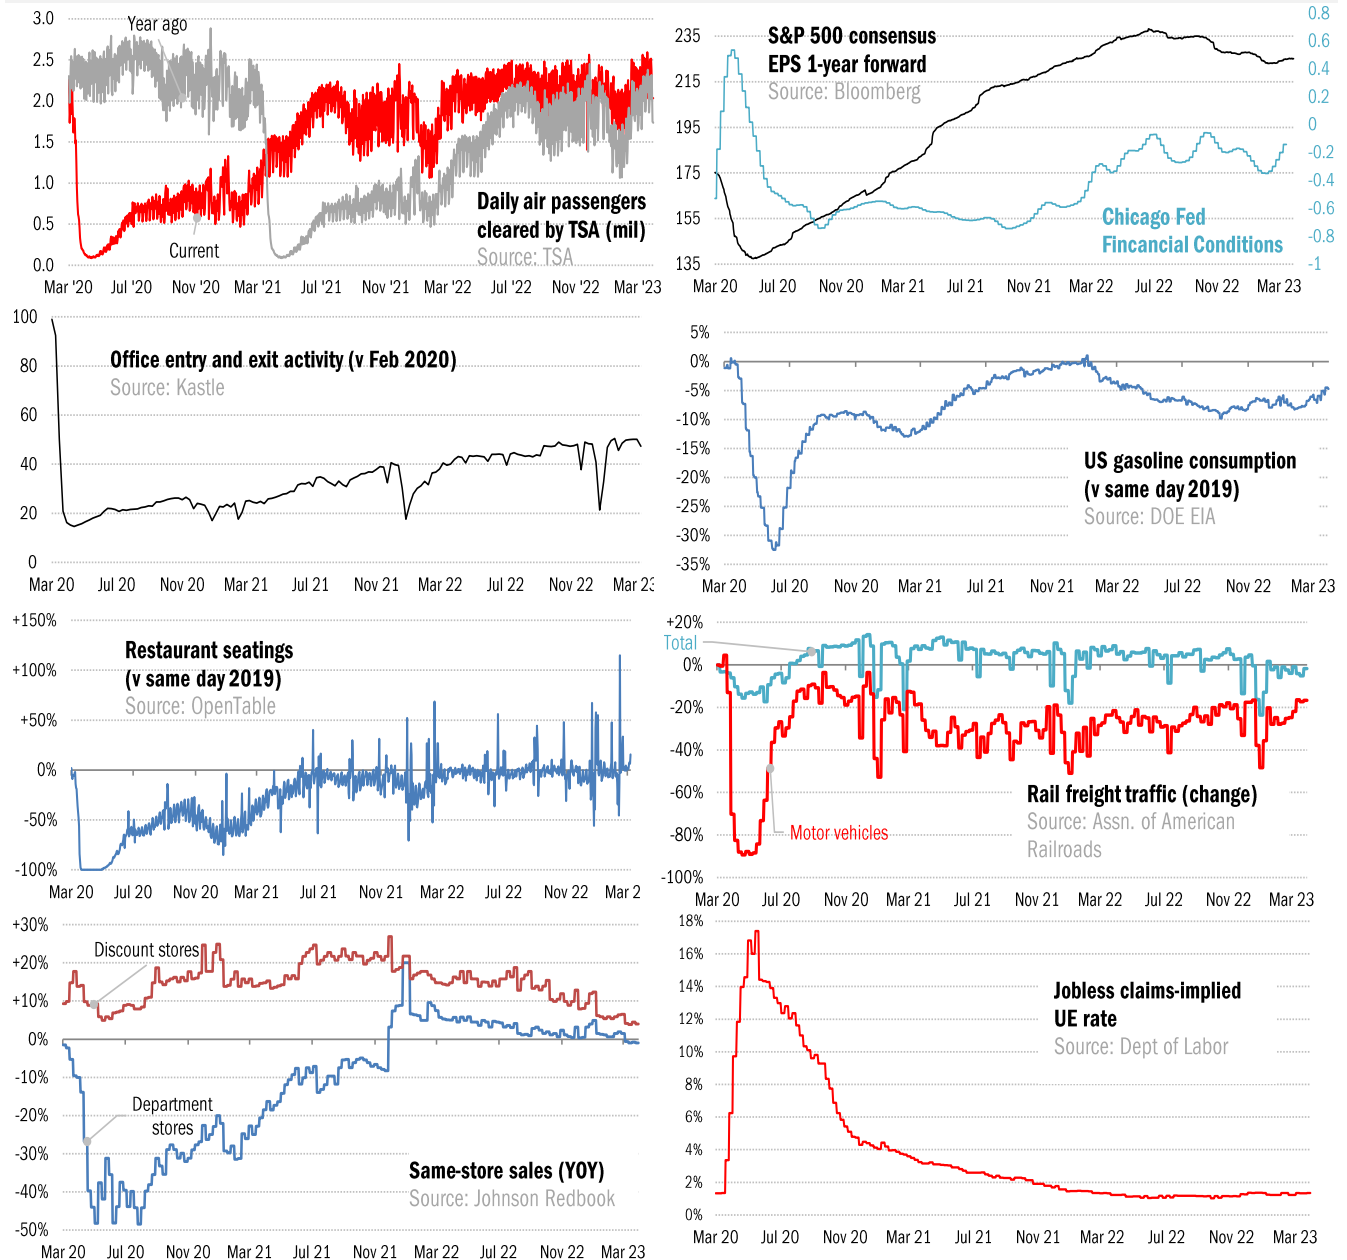 3.0
2.5
2.0
1.5
1.0
0.5
0.0
Year ago
Current
Daily air passengers
cleared by TSA (mil)
Source: TSA
Mar '20 Jul '20 Nov '20 Mar '21 Jul '21 Nov '21 Mar '22 Jul '22 Nov '22 Mar '23
235
215
195
175
155
135
S&P 500 consensus
EPS 1-year forward
Source: Bloomberg
0.8
0.6
0.4
0.2
0
-0.2
-0.4
-0.6
-0.8
-1
Chicago Fed
Fincancial Conditions
Mar 20 Jul 20 Nov 20 Mar 21 Jul 21 Nov 21 Mar 22 Jul 22 Nov 22 Mar 23
100
80
60
40
20
0
Office entry and exit activity (v Feb 2020)
Source: Kastle
Mar 20 Jul 20 Nov 20 Mar 21 Jul 21 Nov 21 Mar 22 Jul 22 Nov 22 Mar 23
5%
0%
-5%
-10%
-15%
-20%
-25%
-30%
-35%
US gasoline consumption
(v same day 2019)
Source: DOE EIA
Mar 20 Jul 20 Nov 20 Mar 21 Jul 21 Nov 21 Mar 22 Jul 22 Nov 22 Mar 23
+150%
+100%
+50%
0%
-50%
-100%
Restaurant seatings
(v same day 2019)
Source: OpenTable
Mar 20 Jul 20 Nov 20 Mar 21 Jul 21 Nov 21 Mar 22 Jul 22 Nov 22 Mar 2
+20%
0%
-20%
-40%
-60%
-80%
-100%
Total
Motor vehicles
Rail freight traffic (change)
Source: Assn. of American
Railroads
Mar 20 Jul 20 Nov 20 Mar 21 Jul 21 Nov 21 Mar 22 Jul 22 Nov 22 Mar 23
+30%
+20%
+10%
0%
-10%
-20%
-30%
-40%
-50%
Discount stores
Department
stores
Same-store sales (YOY)
Source: Johnson Redbook
Mar 20 Jul 20 Nov 20 Mar 21 Jul 21 Nov 21 Mar 22 Jul 22 Nov 22 Mar 23
18%
16%
14%
12%
10%
8%
6%
4%
2%
0%
Jobless claims-implied
UE rate
Source: Dept of Labor
Mar 20 Jul 20 Nov 20 Mar 21 Jul 21 Nov 21 Mar 22 Jul 22 Nov 22 Mar 23